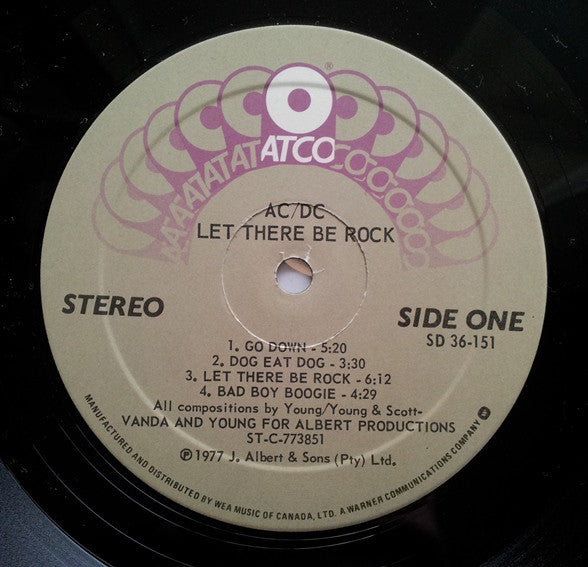 ATCO®
AC/DC
LET THERE BE ROCK
STEREO
SIDE ONE
SD 36-151
1. GO DOWN - 5:20
2. DOG EAT DOG - 3:30
3. LET THERE BE ROCK - 6:12
4. BAD BOY BOOGIE - 4:29
All compositions by Young/Young & Scott-
VANDA AND YOUNG FOR ALBERT PRODUCTIONS
ST-C-773851
℗ 1977 J. Albert & Sons (Pty) Ltd.
MANUFACTURED AND DISTRIBUTED BY WEA MUSIC OF CANADA, LTD. A WARNER COMMUNICATIONS COMPANY